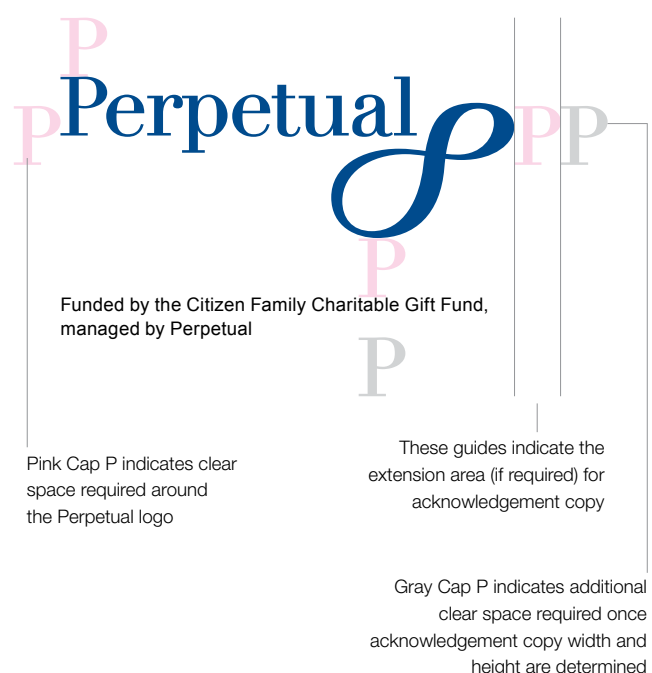 P
Perpetual
P P P
P
Funded by the Citizen Family Charitable Gift Fund,
managed by Perpetual
P
Pink Cap P indicates clear
space required around
the Perpetual logo
These guides indicate the
extension area (if required) for
acknowledgement copy
Gray Cap P indicates additional
clear space required once
acknowledgement copy width and
height are determined